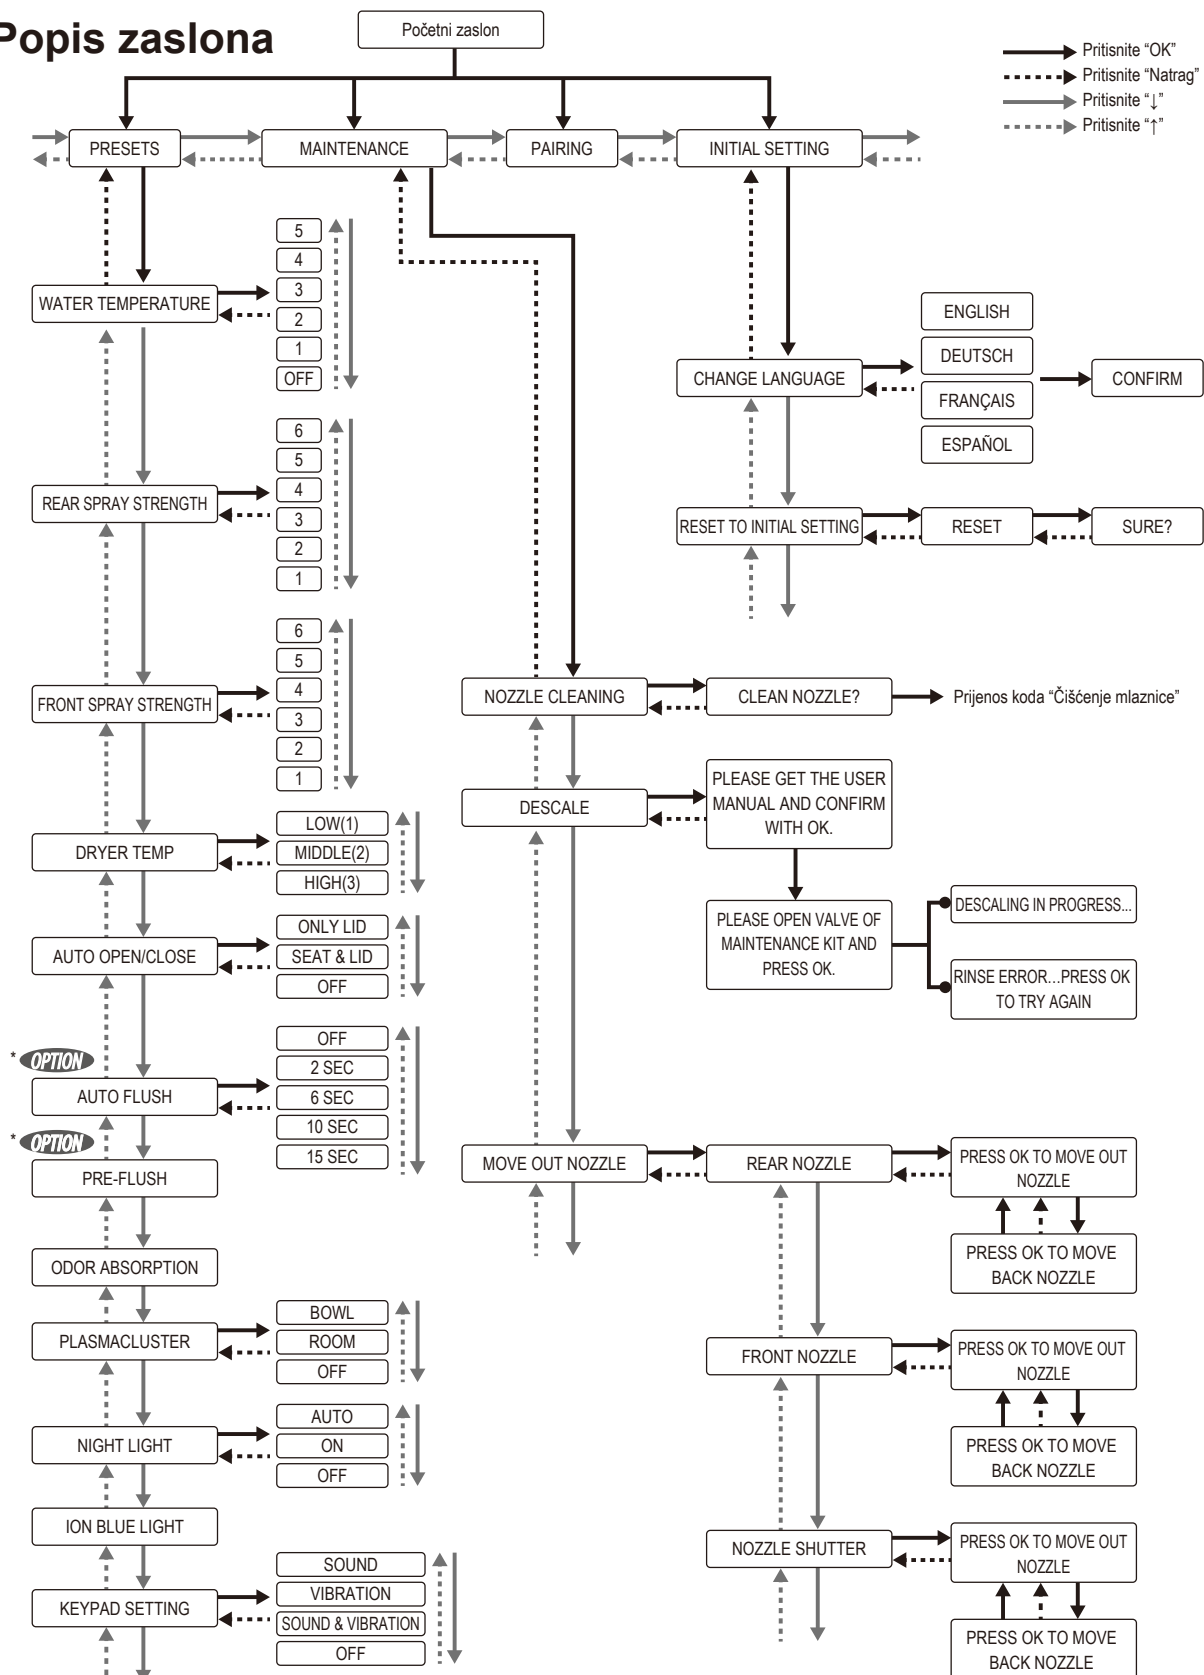 Popis zaslona
Početni zaslon
Pritisnite “OK”
Pritisnite “Natrag”
Pritisnite “↓”
Pritisnite “↑”
PRESETS
MAINTENANCE
PAIRING
INITIAL SETTING
WATER TEMPERATURE
5
4
3
2
1
OFF
REAR SPRAY STRENGTH
6
5
4
3
2
1
FRONT SPRAY STRENGTH
6
5
4
3
2
1
DRYER TEMP
LOW(1)
MIDDLE(2)
HIGH(3)
AUTO OPEN/CLOSE
ONLY LID
SEAT & LID
OFF
* OPTION
AUTO FLUSH
OFF
2 SEC
6 SEC
10 SEC
15 SEC
* OPTION
PRE-FLUSH
ODOR ABSORPTION
PLASMACLUSTER
BOWL
ROOM
OFF
NIGHT LIGHT
AUTO
ON
OFF
ION BLUE LIGHT
KEYPAD SETTING
SOUND
VIBRATION
SOUND & VIBRATION
OFF
NOZZLE CLEANING
CLEAN NOZZLE?
Prijenos koda “Čišćenje mlaznice”
DESCALE
PLEASE GET THE USER
MANUAL AND CONFIRM
WITH OK.
PLEASE OPEN VALVE OF
MAINTENANCE KIT AND
PRESS OK.
DESCALING IN PROGRESS...
RINSE ERROR...PRESS OK
TO TRY AGAIN
MOVE OUT NOZZLE
REAR NOZZLE
PRESS OK TO MOVE OUT
NOZZLE
PRESS OK TO MOVE
BACK NOZZLE
FRONT NOZZLE
PRESS OK TO MOVE OUT
NOZZLE
PRESS OK TO MOVE
BACK NOZZLE
NOZZLE SHUTTER
PRESS OK TO MOVE OUT
NOZZLE
PRESS OK TO MOVE
BACK NOZZLE
CHANGE LANGUAGE
ENGLISH
DEUTSCH
FRANÇAIS
ESPAÑOL
CONFIRM
RESET TO INITIAL SETTING
RESET
SURE?